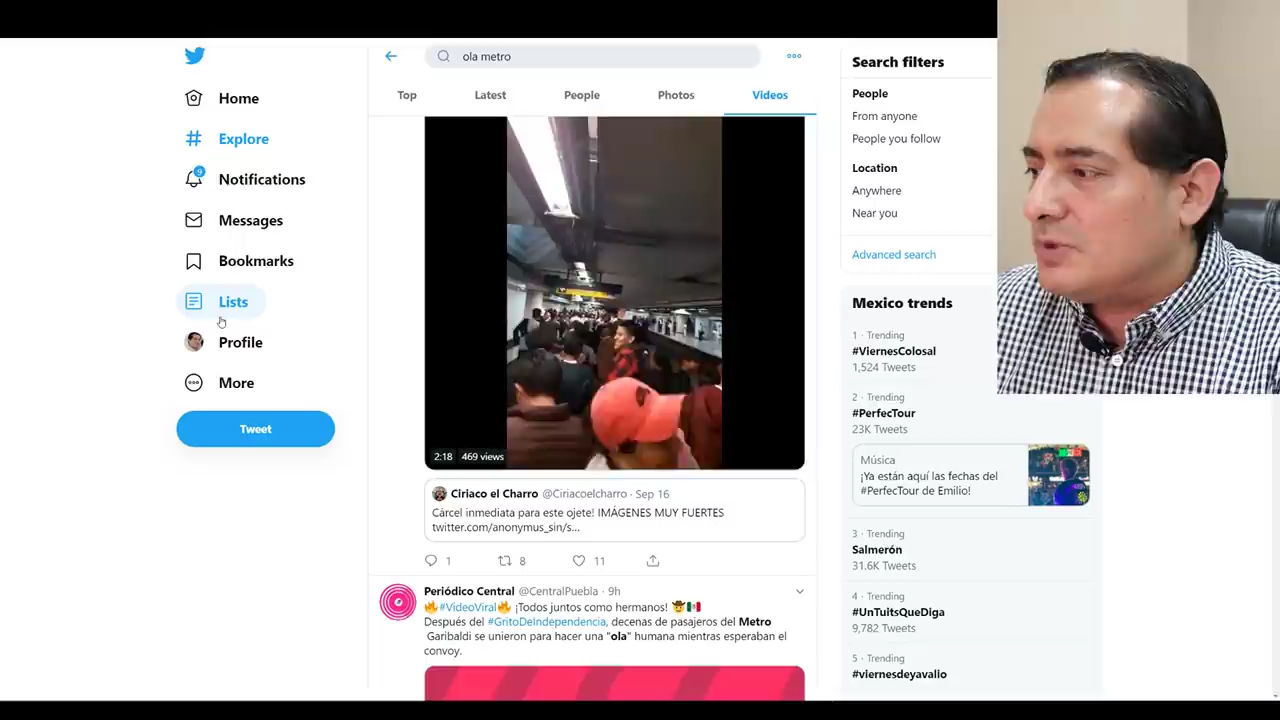 Home
Explore
9
Notifications
Messages
Bookmarks
Lists
Profile
More
Tweet
ola metro
Top
Latest
People
Photos
Videos
2:18
469 views
Ciriaco el Charro @Ciriacoelcharro · Sep 16
Cárcel inmediata para este ojete! IMÁGENES MUY FUERTES
twitter.com/anonymus_sin/s...
1
8
11
Periódico Central @CentralPuebla · 9h
🔥#VideoViral🔥 ¡Todos juntos como hermanos! 🤠🇲🇽
Después del #GritoDeIndependencia, decenas de pasajeros del Metro
Garibaldi se unieron para hacer una "ola" humana mientras esperaban el
convoy.
Search filters
People
From anyone
People you follow
Location
Anywhere
Near you
Advanced search
Mexico trends
1 · Trending
#ViernesColosal
1,524 Tweets
2 · Trending
#PerfecTour
23K Tweets
Música
¡Ya están aquí las fechas del
#PerfecTour de Emilio!
3 · Trending
Salmerón
31.6K Tweets
4 · Trending
#UnTuitsQueDiga
9,782 Tweets
5 · Trending
#viernesdeyavalio